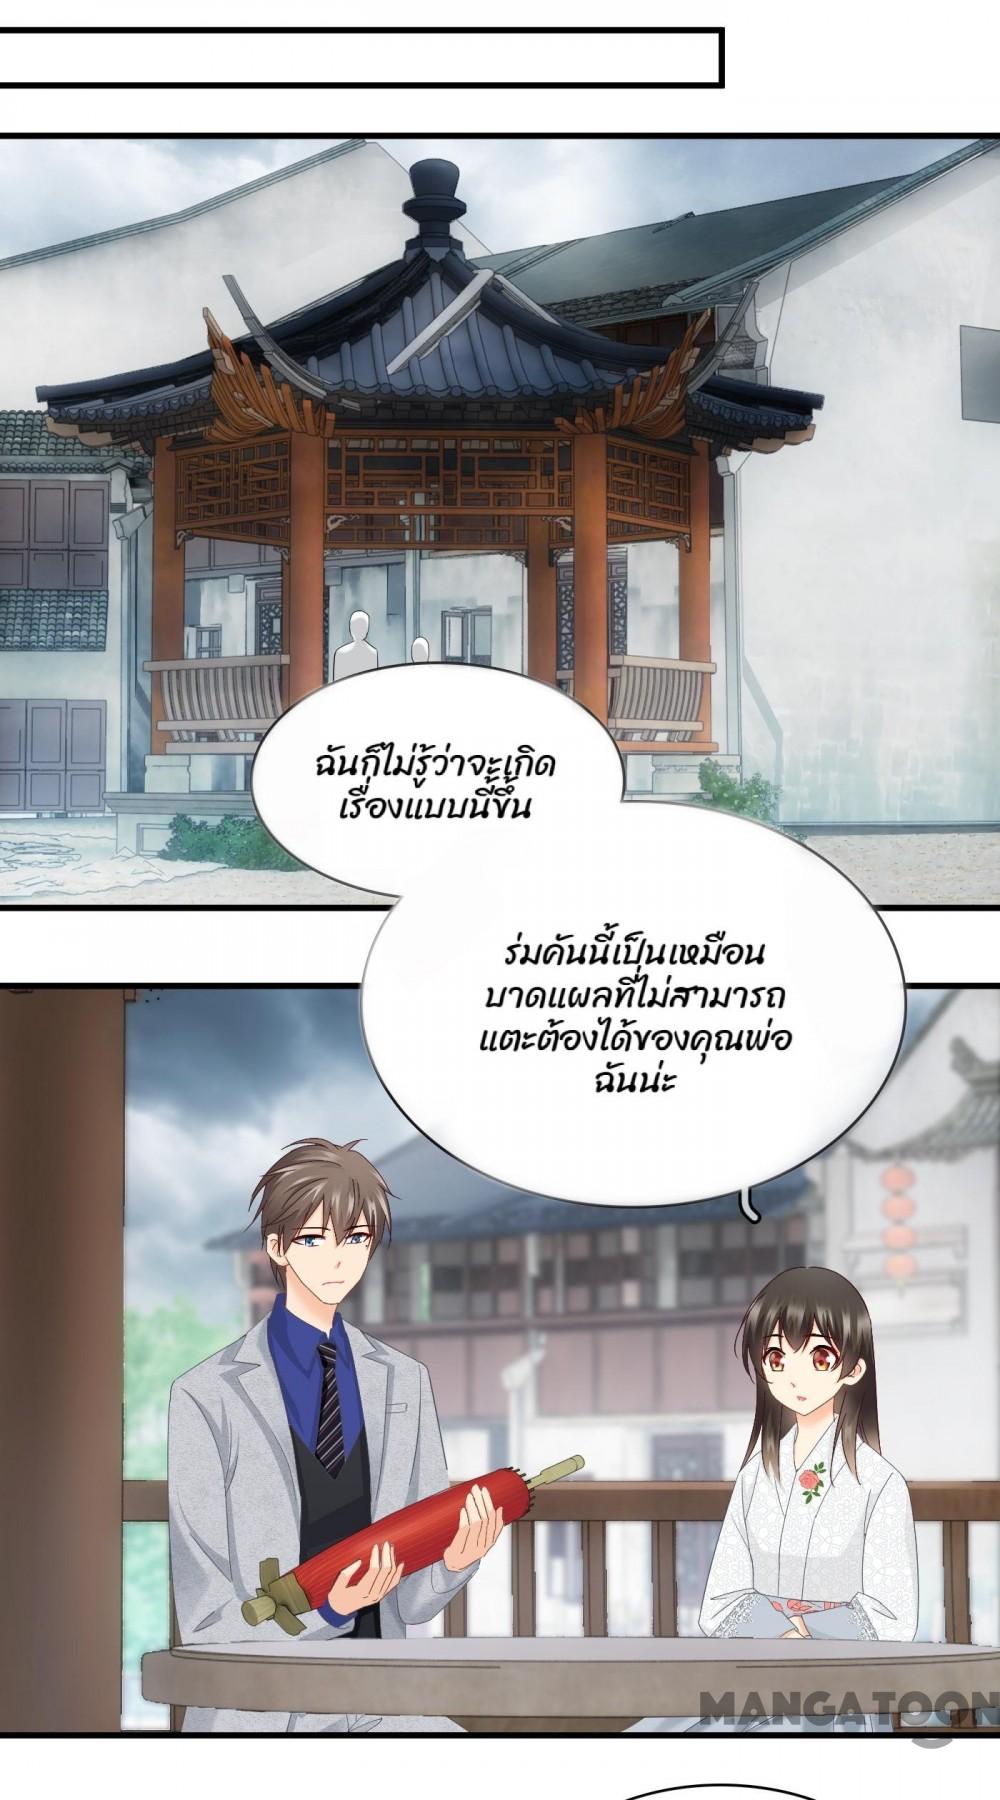 ฉันก็ไม่รู้ว่าจะเกิด
เรื่องแบบนี้ขึ้น
ร่มคันนี้เป็นเหมือน
บาดแผลที่ไม่สามารถ
แตะต้องได้ของคุณพ่อ
ฉันน่ะ
MANGATOON